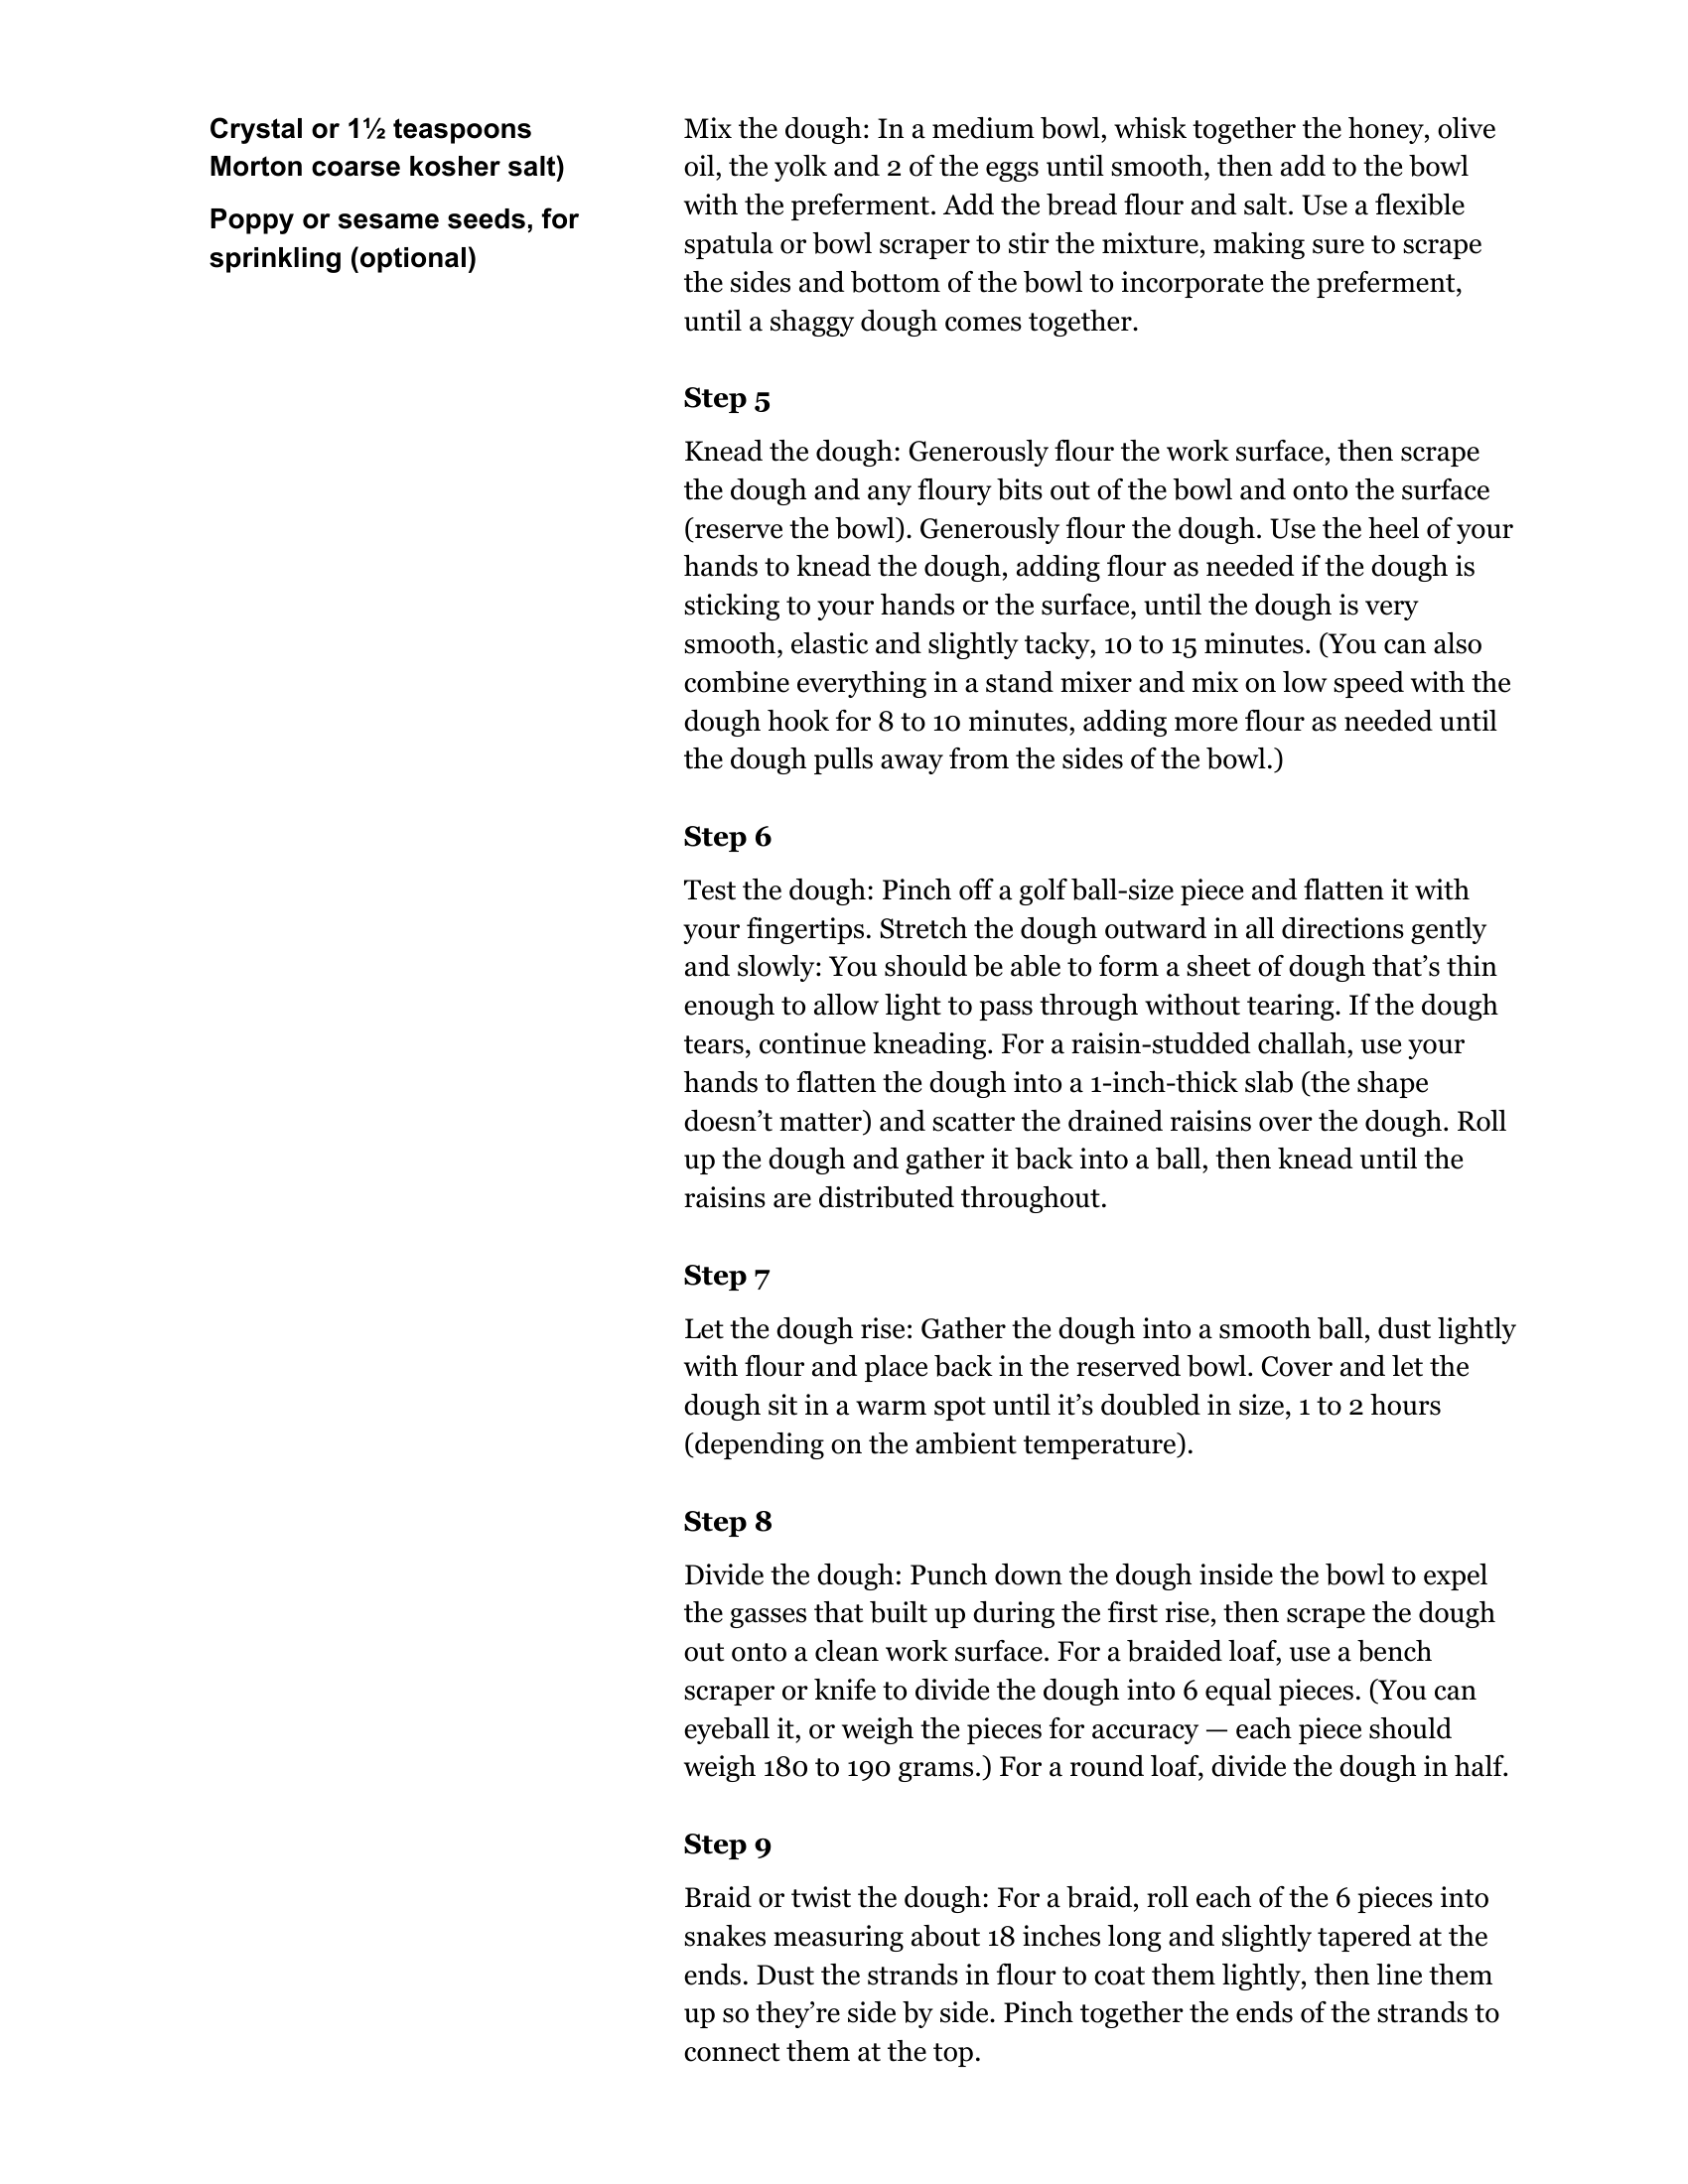 Crystal or 1½ teaspoons
Morton coarse kosher salt)
Poppy or sesame seeds, for
sprinkling (optional)
Mix the dough: In a medium bowl, whisk together the honey, olive
oil, the yolk and 2 of the eggs until smooth, then add to the bowl
with the preferment. Add the bread flour and salt. Use a flexible
spatula or bowl scraper to stir the mixture, making sure to scrape
the sides and bottom of the bowl to incorporate the preferment,
until a shaggy dough comes together.
Step 5
Knead the dough: Generously flour the work surface, then scrape
the dough and any floury bits out of the bowl and onto the surface
(reserve the bowl). Generously flour the dough. Use the heel of your
hands to knead the dough, adding flour as needed if the dough is
sticking to your hands or the surface, until the dough is very
smooth, elastic and slightly tacky, 10 to 15 minutes. (You can also
combine everything in a stand mixer and mix on low speed with the
dough hook for 8 to 10 minutes, adding more flour as needed until
the dough pulls away from the sides of the bowl.)
Step 6
Test the dough: Pinch off a golf ball-size piece and flatten it with
your fingertips. Stretch the dough outward in all directions gently
and slowly: You should be able to form a sheet of dough that’s thin
enough to allow light to pass through without tearing. If the dough
tears, continue kneading. For a raisin-studded challah, use your
hands to flatten the dough into a 1-inch-thick slab (the shape
doesn’t matter) and scatter the drained raisins over the dough. Roll
up the dough and gather it back into a ball, then knead until the
raisins are distributed throughout.
Step 7
Let the dough rise: Gather the dough into a smooth ball, dust lightly
with flour and place back in the reserved bowl. Cover and let the
dough sit in a warm spot until it’s doubled in size, 1 to 2 hours
(depending on the ambient temperature).
Step 8
Divide the dough: Punch down the dough inside the bowl to expel
the gasses that built up during the first rise, then scrape the dough
out onto a clean work surface. For a braided loaf, use a bench
scraper or knife to divide the dough into 6 equal pieces. (You can
eyeball it, or weigh the pieces for accuracy — each piece should
weigh 180 to 190 grams.) For a round loaf, divide the dough in half.
Step 9
Braid or twist the dough: For a braid, roll each of the 6 pieces into
snakes measuring about 18 inches long and slightly tapered at the
ends. Dust the strands in flour to coat them lightly, then line them
up so they’re side by side. Pinch together the ends of the strands to
connect them at the top.